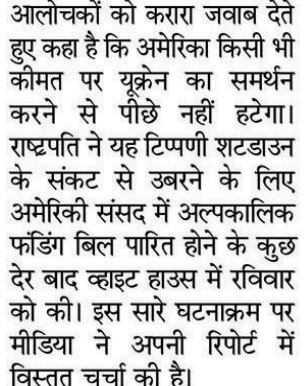 आलोचकों को करारा जवाब देते
हुए कहा है कि अमेरिका किसी भी
कीमत पर यूक्रेन का समर्थन
करने से पीछे नहीं हटेगा।
राष्ट्रपति ने यह टिप्पणी शटडाउन
के संकट से उबरने के लिए
अमेरिकी संसद में अल्पकालिक
फंडिंग बिल पारित होने के कुछ
देर बाद व्हाइट हाउस में रविवार
को की। इस सारे घटनाक्रम पर
मीडिया ने अपनी रिपोर्ट में
विस्तृत चर्चा की है।